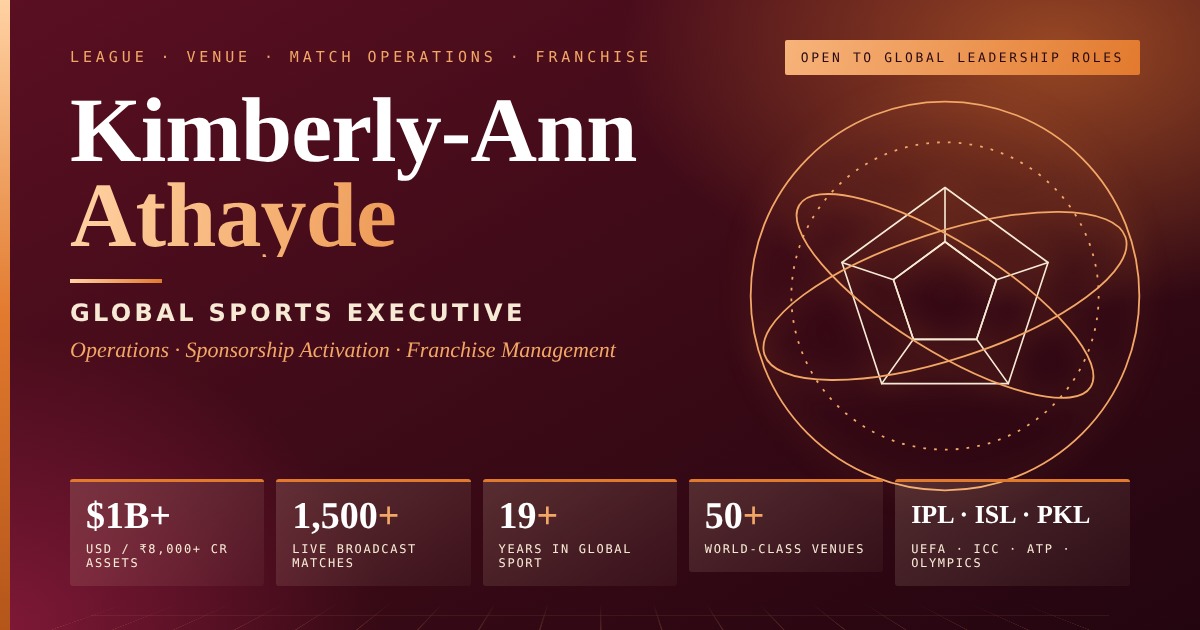 LEAGUE · VENUE · MATCH OPERATIONS · FRANCHISE
OPEN TO GLOBAL LEADERSHIP ROLES
Kimberly-Ann
Athayde
GLOBAL SPORTS EXECUTIVE
Operations · Sponsorship Activation · Franchise Management
$1B+
USD / ₹8,000+ CR
ASSETS
1,500+
LIVE BROADCAST
MATCHES
19+
YEARS IN GLOBAL
SPORT
50+
WORLD-CLASS VENUES
IPL · ISL · PKL
UEFA · ICC · ATP ·
OLYMPICS